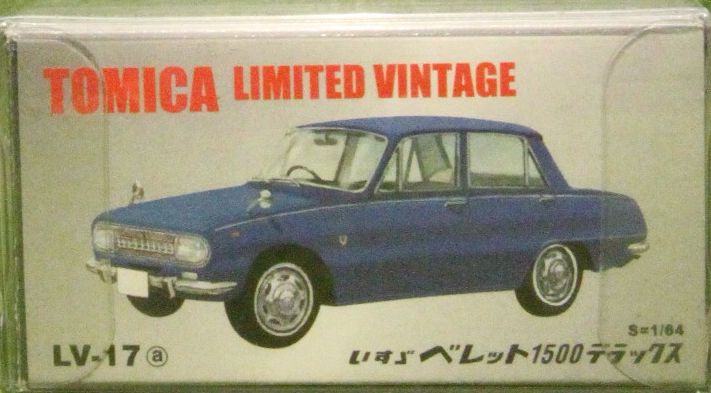 TOMICA LIMITED VINTAGE
S=1/64
LV-17 ⓐ いすゞ ベレット1500デラックス